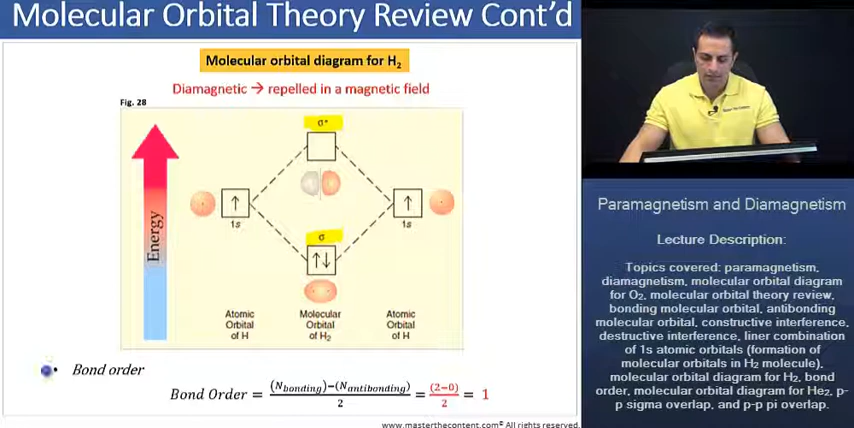 Molecular Orbital Theory Review Cont'd
Molecular orbital diagram for H₂
Diamagnetic → repelled in a magnetic field
Fig. 28
Energy
σ*
↑
1s
↑
1s
σ
↑↓
Atomic
Orbital
of H
Molecular
Orbital
of H₂
Atomic
Orbital
of H
• Bond order
Bond Order = (N_bonding)−(N_antibonding) / 2 = (2−0) / 2 = 1
www.masterthecontent.com© All rights reserved.
Paramagnetism and Diamagnetism
Lecture Description:
Topics covered: paramagnetism,
diamagnetism, molecular orbital diagram
for O₂, molecular orbital theory review,
bonding molecular orbital, antibonding
molecular orbital, constructive interference,
destructive interference, liner combination
of 1s atomic orbitals (formation of
molecular orbitals in H₂ molecule),
molecular orbital diagram for H₂, bond
order, molecular orbital diagram for He₂, p-
p sigma overlap, and p-p pi overlap.